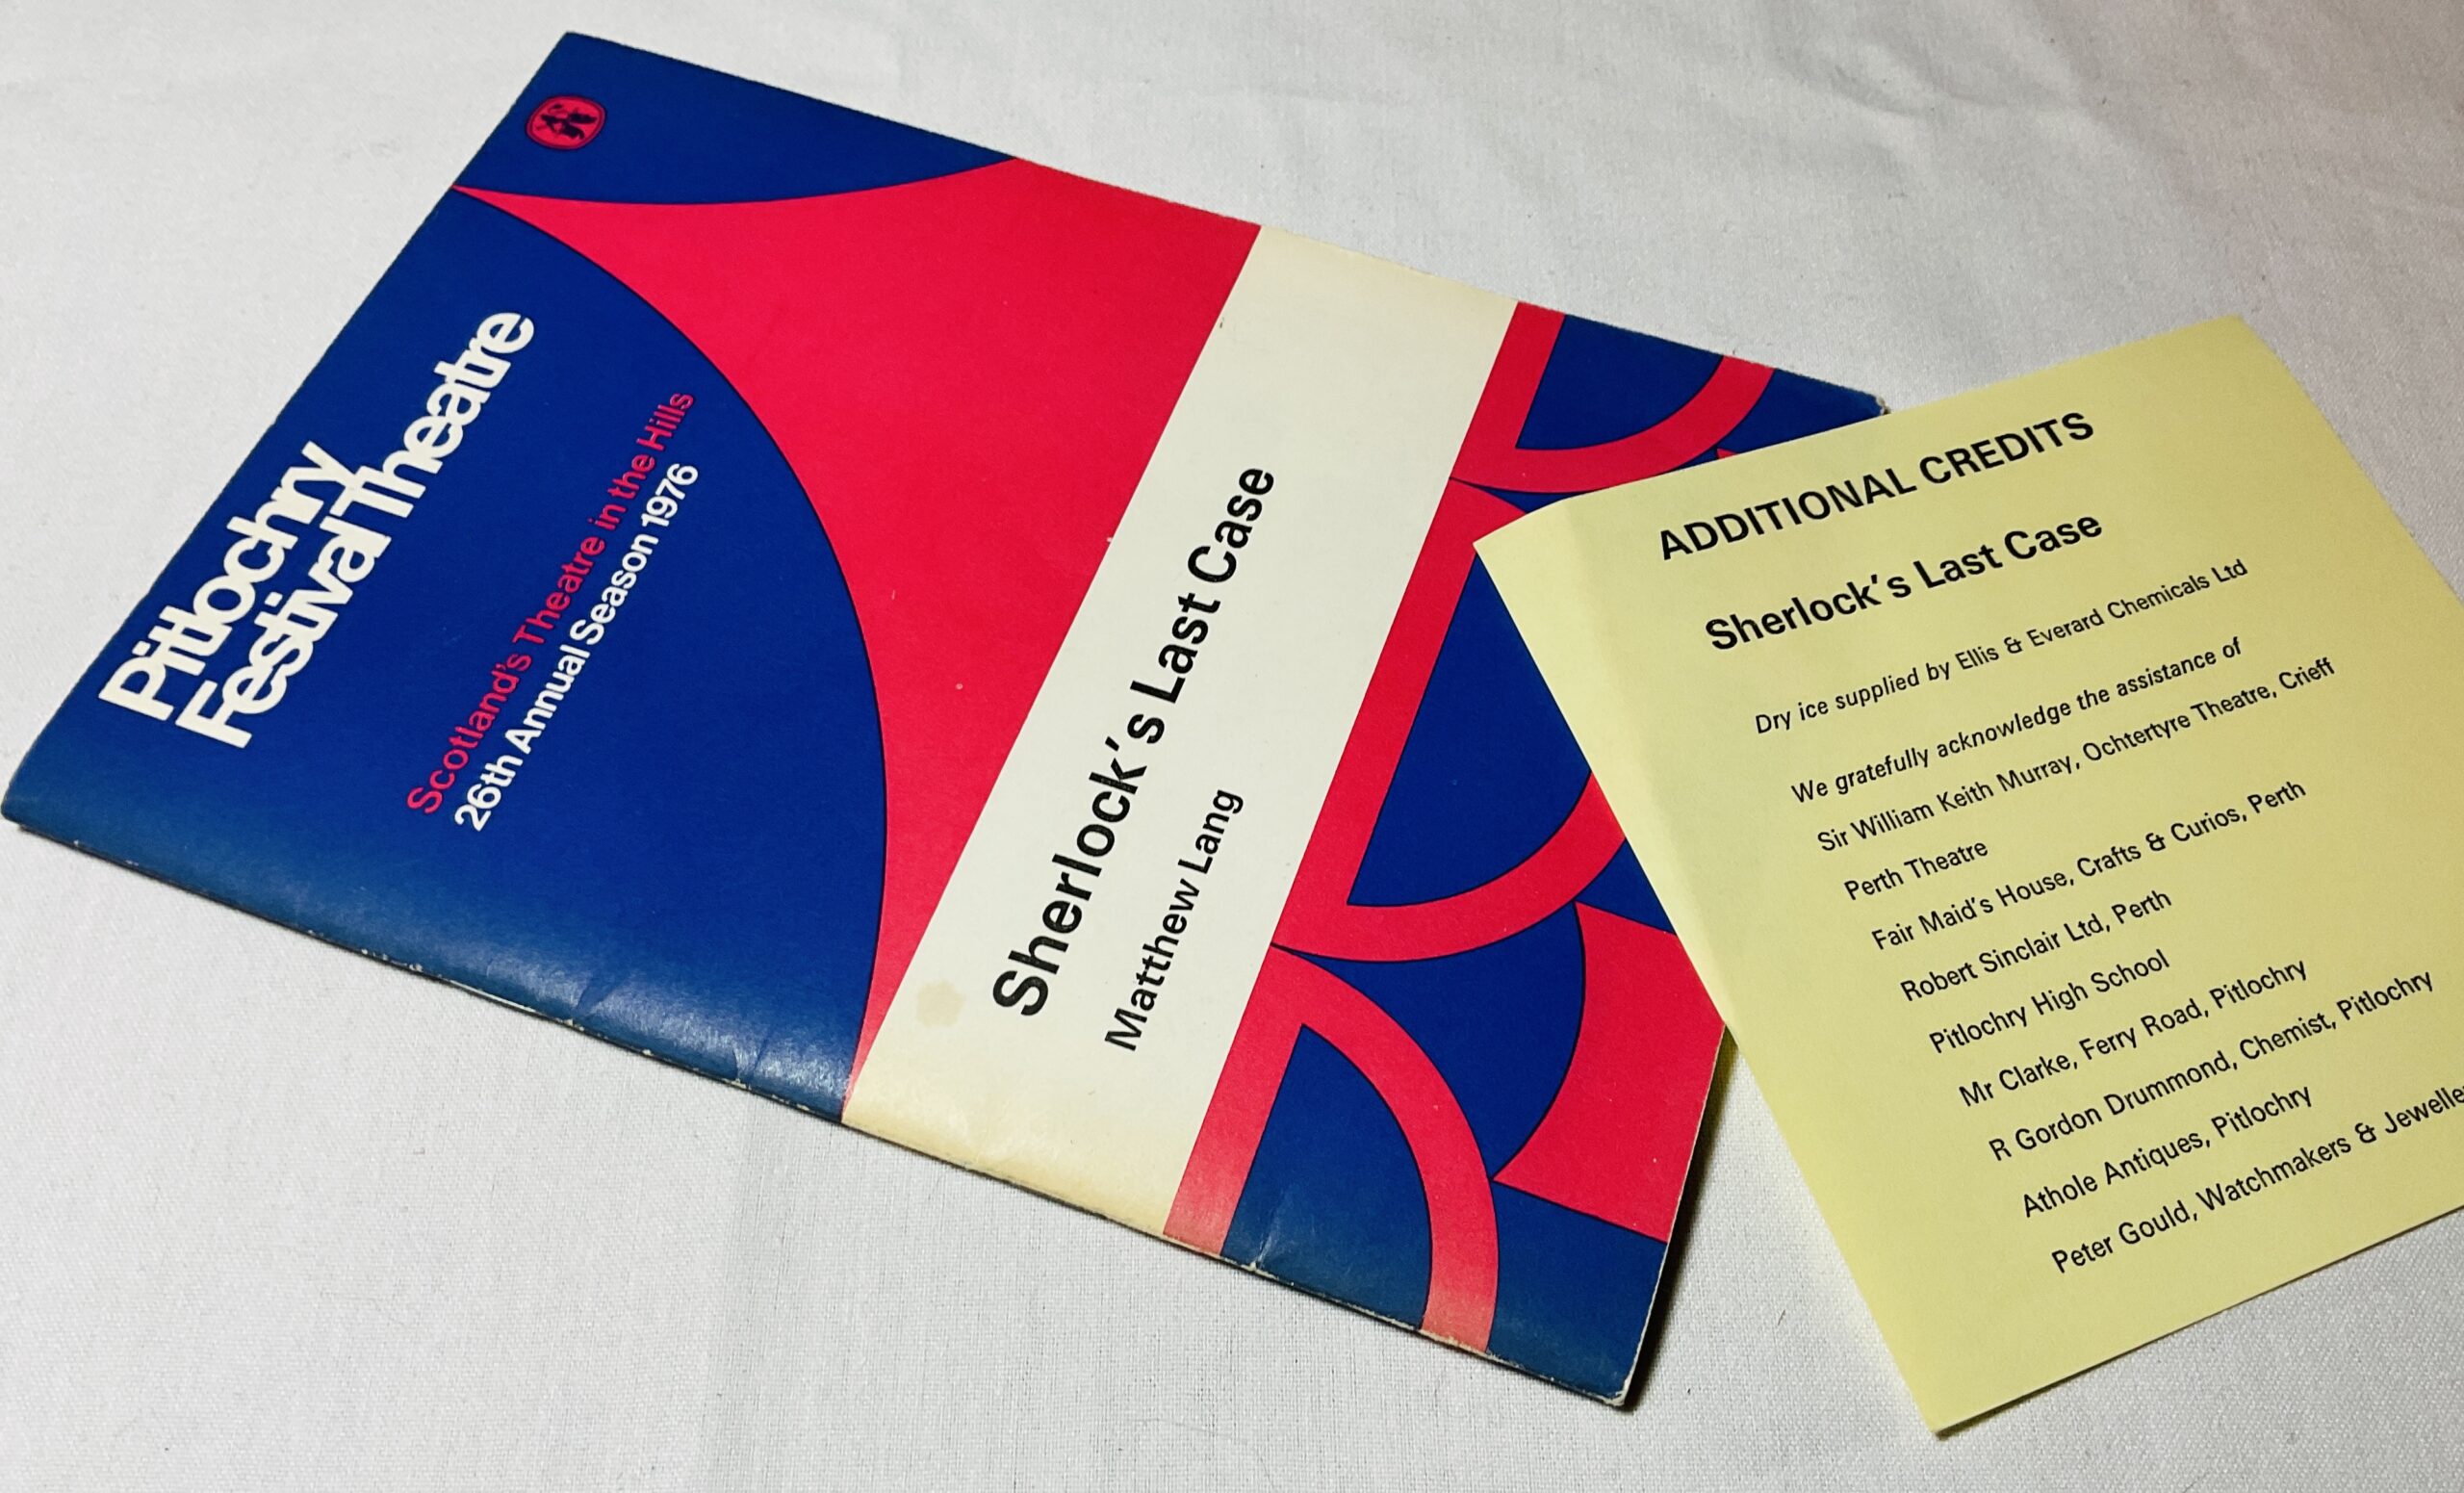 Pitlochry
Festival Theatre
Scotland's Theatre in the Hills
26th Annual Season 1976
Sherlock's Last Case
Matthew Lang
ADDITIONAL CREDITS
Sherlock's Last Case
Dry ice supplied by Ellis & Everard Chemicals Ltd
We gratefully acknowledge the assistance of
Sir William Keith Murray, Ochtertyre Theatre, Crieff
Perth Theatre
Fair Maid's House, Crafts & Curios, Perth
Robert Sinclair Ltd, Perth
Pitlochry High School
Mr Clarke, Ferry Road, Pitlochry
R Gordon Drummond, Chemist, Pitlochry
Athole Antiques, Pitlochry
Peter Gould, Watchmakers &